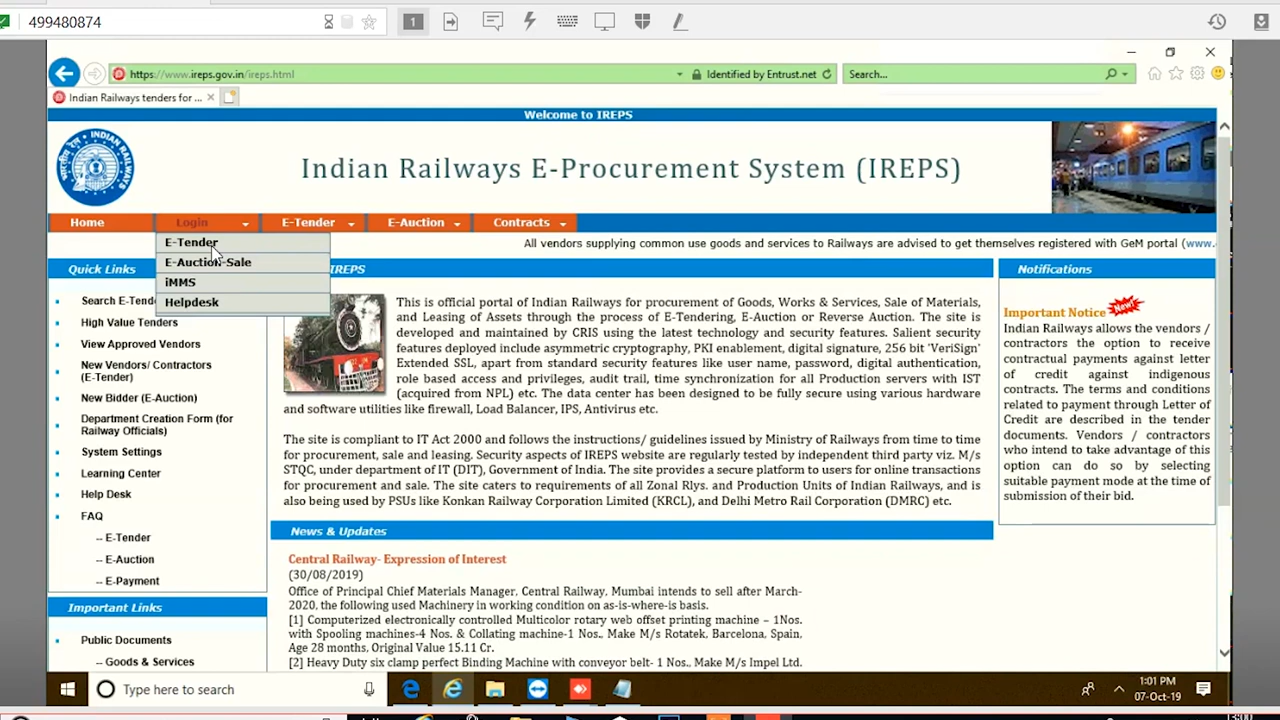 499480874
1
https://www.ireps.gov.in/ireps.html
Identified by Entrust.net
Search...
Indian Railways tenders for ...
Welcome to IREPS
Indian Railways E-Procurement System (IREPS)
Home
Login
E-Tender
E-Auction
Contracts
E-Tender
E-Auction-Sale
iMMS
Helpdesk
All vendors supplying common use goods and services to Railways are advised to get themselves registered with GeM portal (www.
Quick Links
Search E-Tende
High Value Tenders
View Approved Vendors
New Vendors/ Contractors
(E-Tender)
New Bidder (E-Auction)
Department Creation Form (for
Railway Officials)
System Settings
Learning Center
Help Desk
FAQ
-- E-Tender
-- E-Auction
-- E-Payment
Important Links
Public Documents
-- Goods & Services
IREPS
This is official portal of Indian Railways for procurement of Goods, Works & Services, Sale of Materials,
and Leasing of Assets through the process of E-Tendering, E-Auction or Reverse Auction. The site is
developed and maintained by CRIS using the latest technology and security features. Salient security
features deployed include asymmetric cryptography, PKI enablement, digital signature, 256 bit 'VeriSign'
Extended SSL, apart from standard security features like user name, password, digital authentication,
role based access and privileges, audit trail, time synchronization for all Production servers with IST
(acquired from NPL) etc. The data center has been designed to be fully secure using various hardware
and software utilities like firewall, Load Balancer, IPS, Antivirus etc.
The site is compliant to IT Act 2000 and follows the instructions/ guidelines issued by Ministry of Railways from time to time
for procurement, sale and leasing. Security aspects of IREPS website are regularly tested by independent third party viz. M/s
STQC, under department of IT (DIT), Government of India. The site provides a secure platform to users for online transactions
for procurement and sale. The site caters to requirements of all Zonal Rlys. and Production Units of Indian Railways, and is
also being used by PSUs like Konkan Railway Corporation Limited (KRCL), and Delhi Metro Rail Corporation (DMRC) etc.
News & Updates
Central Railway- Expression of Interest
(30/08/2019)
Office of Principal Chief Materials Manager, Central Railway, Mumbai intends to sell after March-
2020, the following used Machinery in working condition on as-is-where-is basis.
[1] Computerized electronically controlled Multicolor rotary web offset printing machine – 1Nos.
with Spooling machines-4 Nos. & Collating machine-1 Nos., Make M/s Rotatek, Barcelona, Spain,
Age 28 months, Original Value 15.11 Cr.
[2] Heavy Duty six clamp perfect Binding Machine with conveyor belt- 1 Nos., Make M/s Impel Ltd.
Notifications
Important Notice New!
Indian Railways allows the vendors /
contractors the option to receive
contractual payments against letter
of credit against indigenous
contracts. The terms and conditions
related to payment through Letter of
Credit are described in the tender
documents. Vendors / contractors
who intend to take advantage of this
option can do so by selecting
suitable payment mode at the time of
submission of their bid.
Type here to search
1:01 PM
07-Oct-19